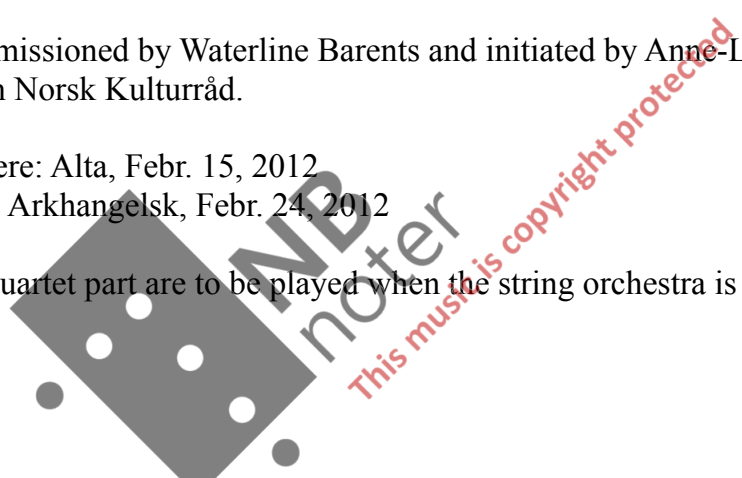 missioned by Waterline Barents and initiated by Anne-L
n Norsk Kulturråd.
ere: Alta, Febr. 15, 2012
Arkhangelsk, Febr. 24, 2012
uartet part are to be played when the string orchestra is
NB
noter
This music is copyright protected